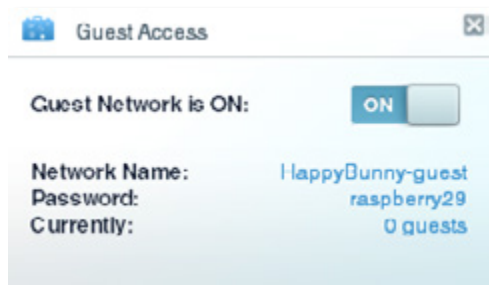 Guest Access
Guest Network is ON:
ON
Network Name: HappyBunny-guest
Password: raspberry29
Currently: 0 guests